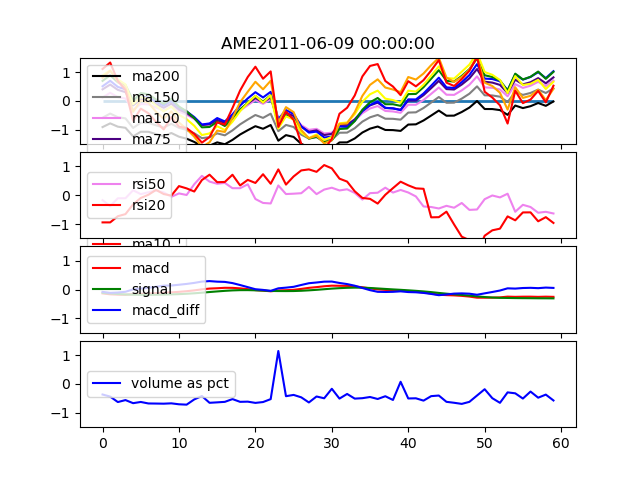 AME2011-06-09 00:00:00
1
0
−1
ma200
ma150
ma100
ma75
1
0
−1
rsi50
rsi20
ma10
1
0
−1
macd
signal
macd_diff
1
0
−1
volume as pct
0 10 20 30 40 50 60